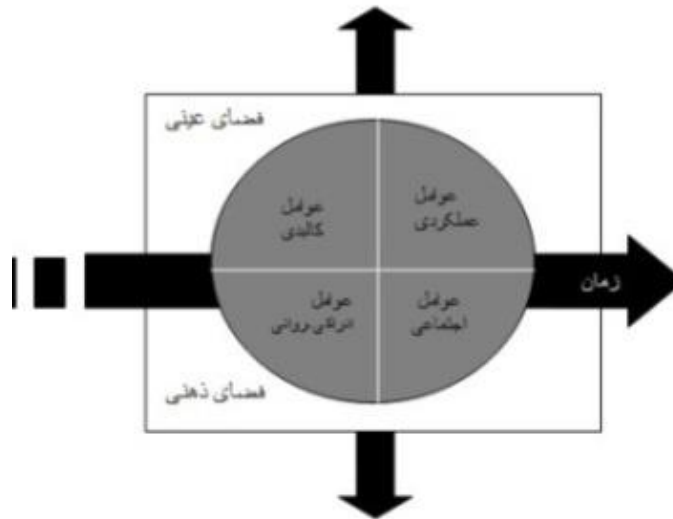 فضای عینی
عوامل
عملکردی
عوامل
کالبدی
زمان
عوامل
اجتماعی
عوامل
ادراکی-روانی
فضای ذهنی